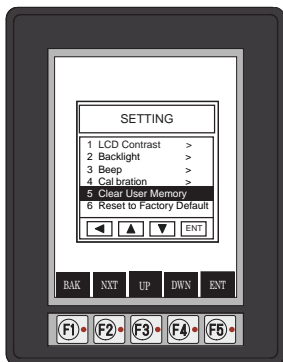 SETTING
1 LCD Contrast >
2 Backlight >
3 Beep >
4 Cal bration >
5 Clear User Memory
6 Reset to Factory Default
ENT
BAK NXT UP DWN ENT
F1 F2 F3 F4 F5